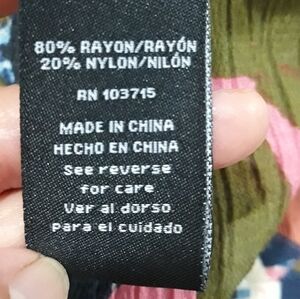 80% RAYON/RAYÓN
20% NYLON/NILÓN
RN 103715
MADE IN CHINA
HECHO EN CHINA
See reverse
for care
Ver al dorso
para el cuidado